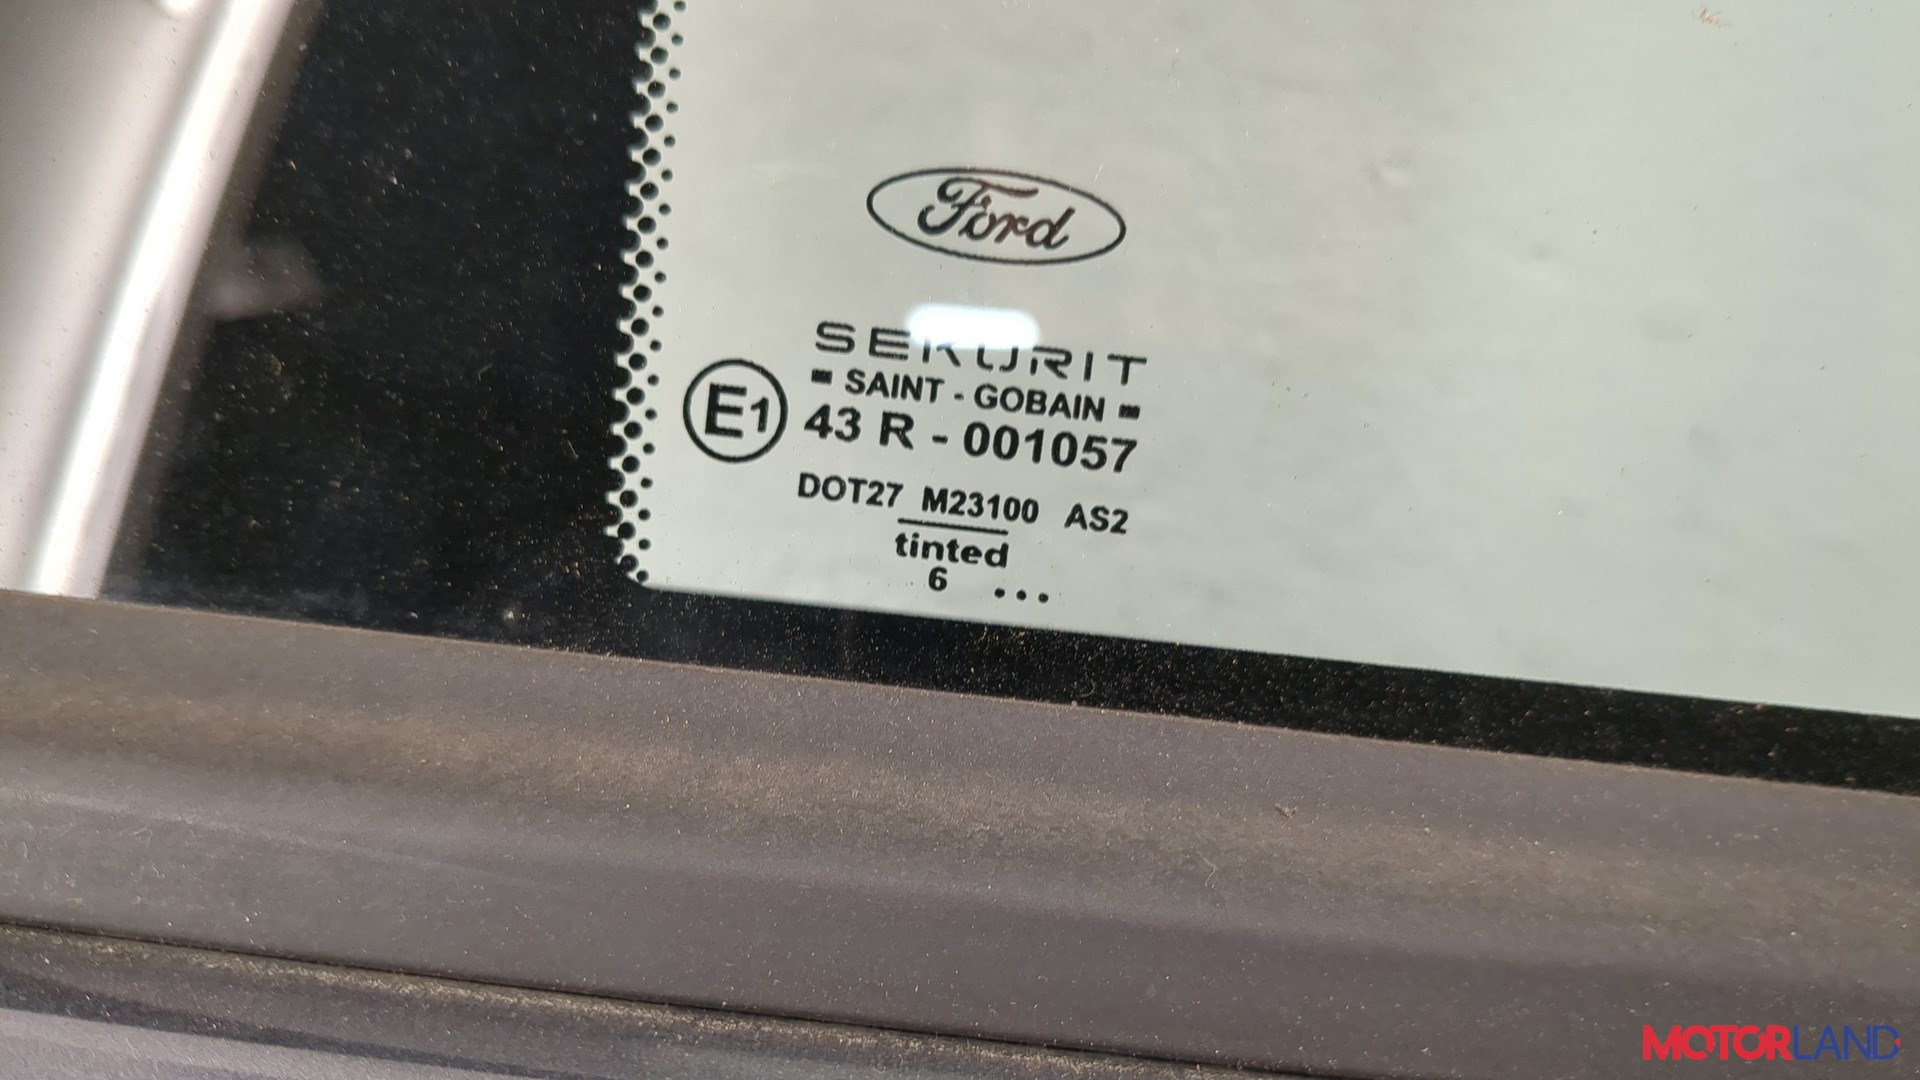 Ford
SEKURIT
SAINT - GOBAIN
E1 43 R - 001057
DOT27 M23100 AS2
tinted
6 ...
MOTORLAND